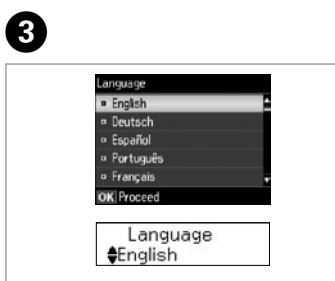 3
Language
English
Deutsch
Español
Português
Français
OK Proceed
Language
English